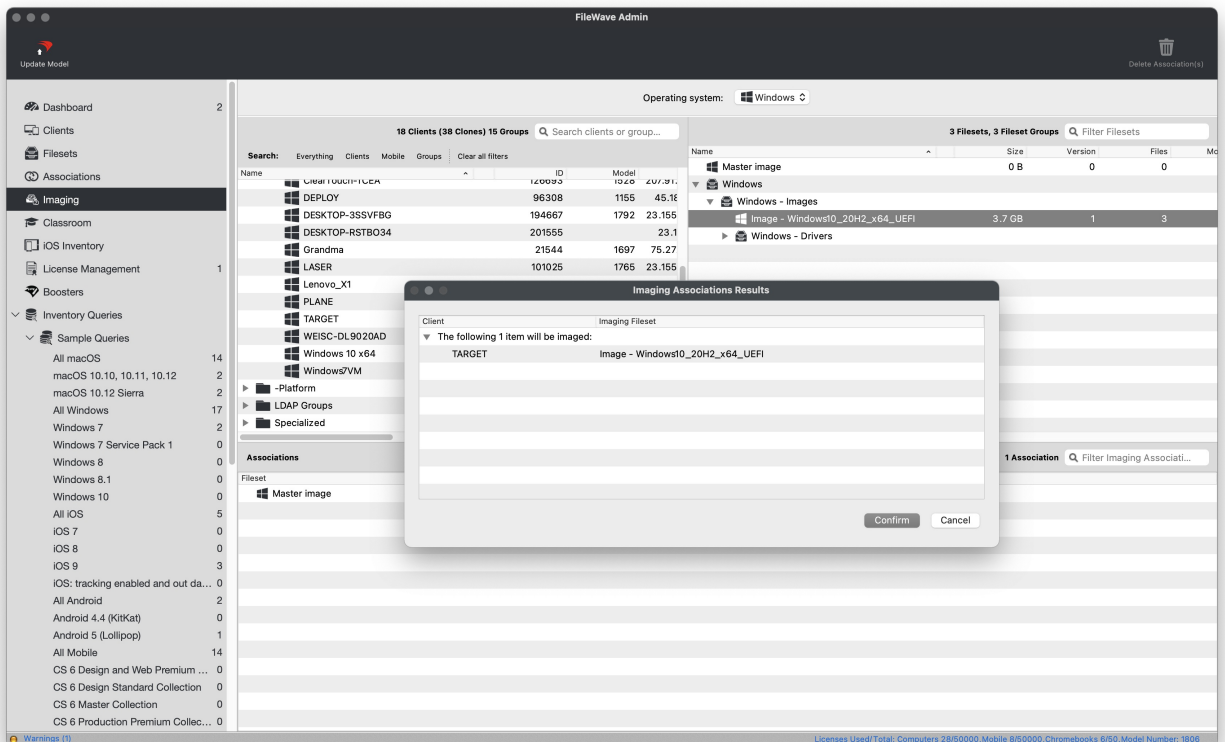 FileWave Admin
Update Model
Delete Association(s)
Dashboard 2
Clients
Filesets
Associations
Imaging
Classroom
iOS Inventory
License Management 1
Boosters
Inventory Queries
Sample Queries
All macOS 14
macOS 10.10, 10.11, 10.12 2
macOS 10.12 Sierra 2
All Windows 17
Windows 7 2
Windows 7 Service Pack 1 0
Windows 8 0
Windows 8.1 0
Windows 10 0
All iOS 5
iOS 7 0
iOS 8 0
iOS 9 3
iOS: tracking enabled and out da... 0
All Android 2
Android 4.4 (KitKat) 0
Android 5 (Lollipop) 1
All Mobile 14
CS 6 Design and Web Premium ... 0
CS 6 Design Standard Collection 0
CS 6 Master Collection 0
CS 6 Production Premium Collec... 0
Operating system: Windows
18 Clients (38 Clones) 15 Groups Search clients or group...
Search: Everything Clients Mobile Groups Clear all filters
Name ID Model
ClearTouch-TCEA 126693 1528 207.91.
DEPLOY 96308 1155 45.18
DESKTOP-3SSVFBG 194667 1792 23.155
DESKTOP-RSTBO34 201555 23.1
Grandma 21544 1697 75.27
LASER 101025 1765 23.155
Lenovo_X1
PLANE
TARGET
WEISC-DL9020AD
Windows 10 x64
Windows7VM
-Platform
LDAP Groups
Specialized
3 Filesets, 3 Fileset Groups Filter Filesets
Name Size Version Files Mo
Master image 0 B 0 0
Windows
Windows - Images
Image - Windows10_20H2_x64_UEFI 3.7 GB 1 3
Windows - Drivers
Imaging Associations Results
Client Imaging Fileset
The following 1 item will be imaged:
TARGET Image - Windows10_20H2_x64_UEFI
Confirm Cancel
Associations 1 Association Filter Imaging Associati...
Fileset
Master image
Warnings (1) Licenses Used/Total: Computers 28/50000,Mobile 8/50000,Chromebooks 6/50,Model Number: 1806